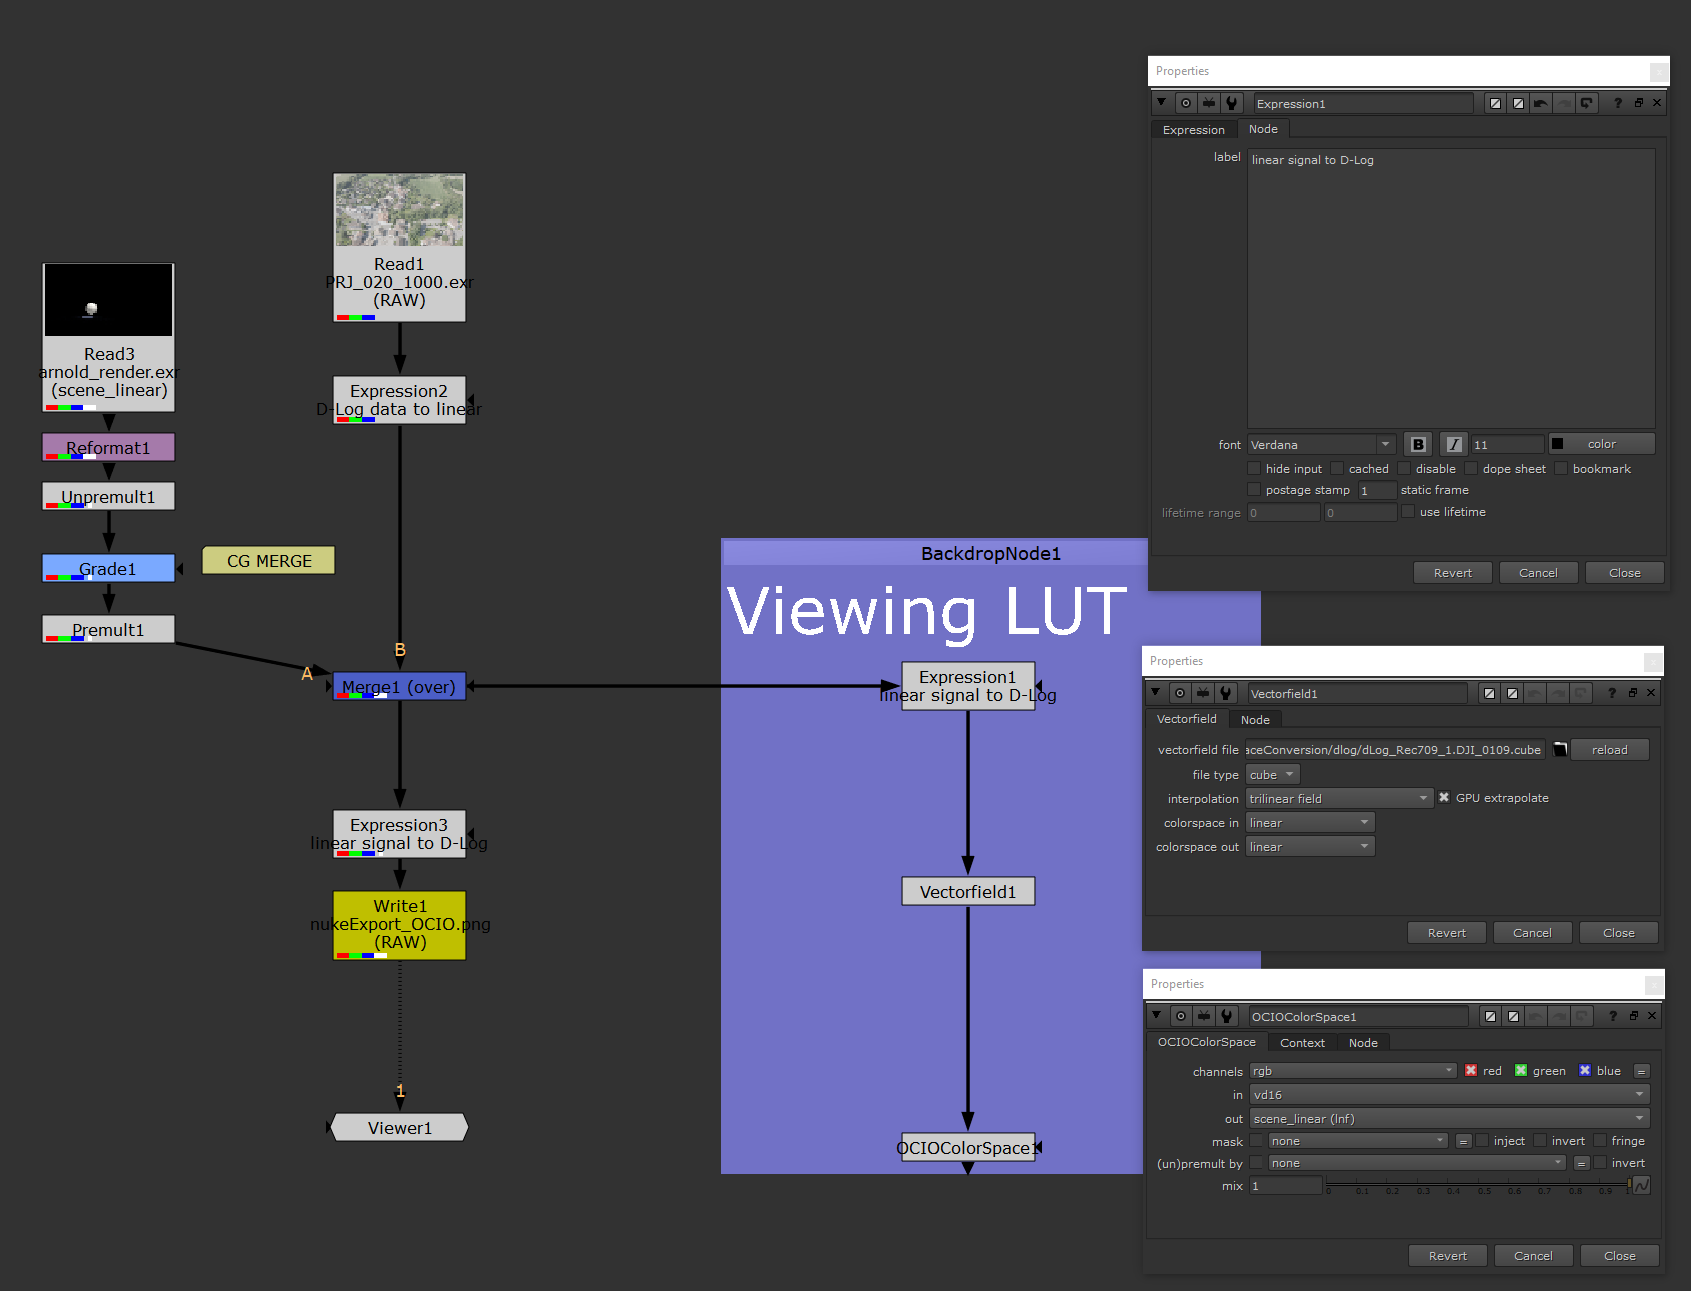 Read1
PRJ_020_1000.exr
(RAW)
Read3
arnold_render.exr
(scene_linear)
Expression2
D-Log data to linear
Reformat1
Unpremult1
Grade1
CG MERGE
Premult1
A
B
Merge1 (over)
Expression3
linear signal to D-Log
Write1
nukeExport_OCIO.png
(RAW)
1
Viewer1
BackdropNode1
Viewing LUT
Expression1
linear signal to D-Log
Vectorfield1
OCIOColorSpace1
Properties
Expression1
?
Expression Node
label linear signal to D-Log
font Verdana B I 11 color
hide input cached disable dope sheet bookmark
postage stamp 1 static frame
lifetime range 0 0 use lifetime
Revert Cancel Close
Properties
Vectorfield1
?
Vectorfield Node
vectorfield file aceConversion/dlog/dLog_Rec709_1.DJI_0109.cube reload
file type cube
interpolation trilinear field GPU extrapolate
colorspace in linear
colorspace out linear
Revert Cancel Close
Properties
OCIOColorSpace1
?
OCIOColorSpace Context Node
channels rgb red green blue =
in vd16
out scene_linear (lnf)
mask none = inject invert fringe
(un)premult by none = invert
mix 1 0 0.1 0.2 0.3 0.4 0.5 0.6 0.7 0.8 0.9 1
Revert Cancel Close